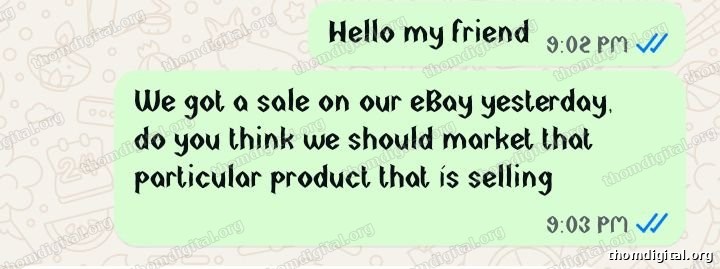 Hello my friend
9:02 PM
We got a sale on our eBay yesterday,
do you think we should market that
particular product that is selling
9:03 PM
thomdigital.org